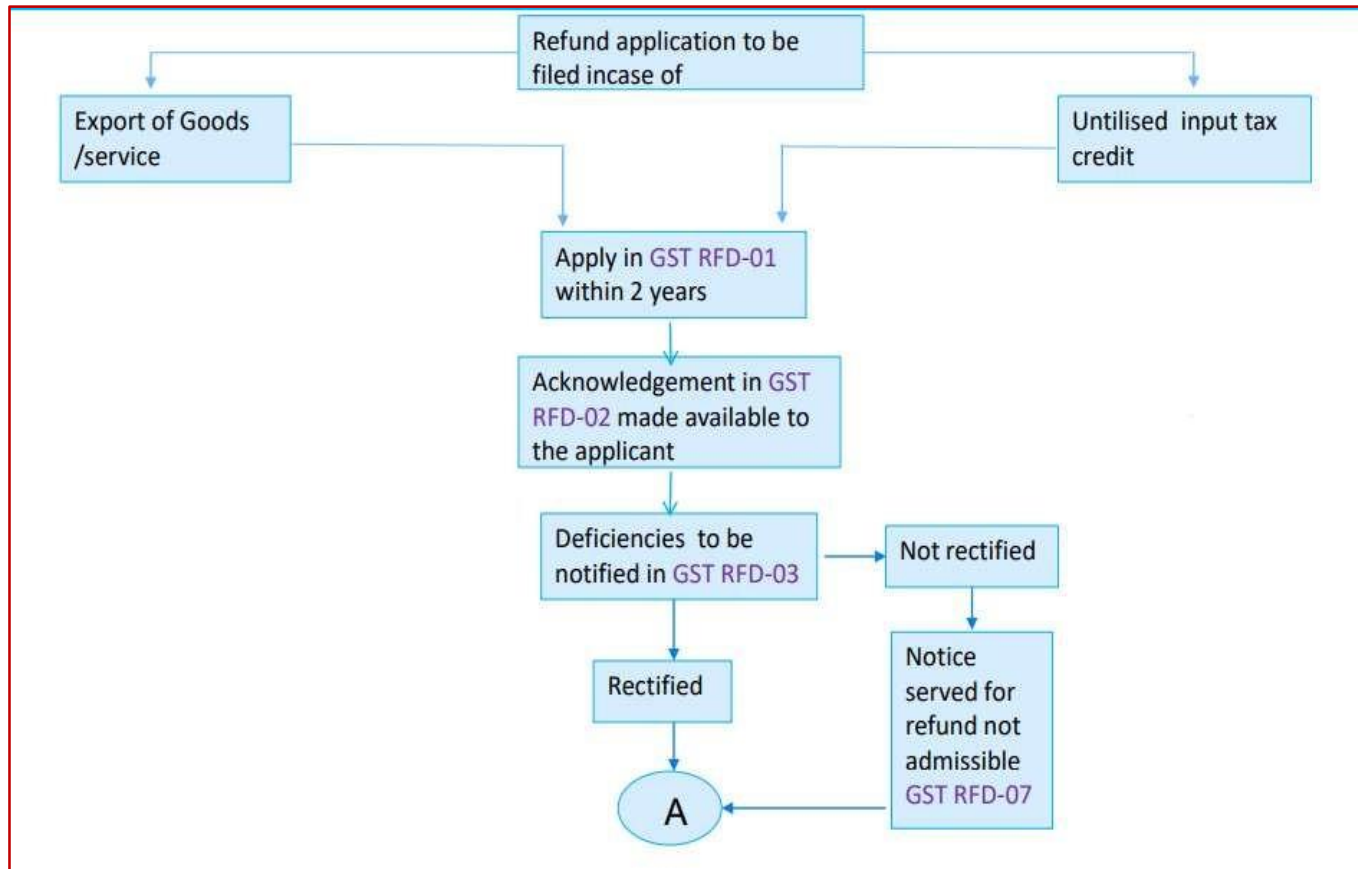 Refund application to be
filed incase of
Export of Goods
/service
Untilised input tax
credit
Apply in GST RFD-01
within 2 years
Acknowledgement in GST
RFD-02 made available to
the applicant
Deficiencies to be
notified in GST RFD-03
Not rectified
Rectified
Notice
served for
refund not
admissible
GST RFD-07
A